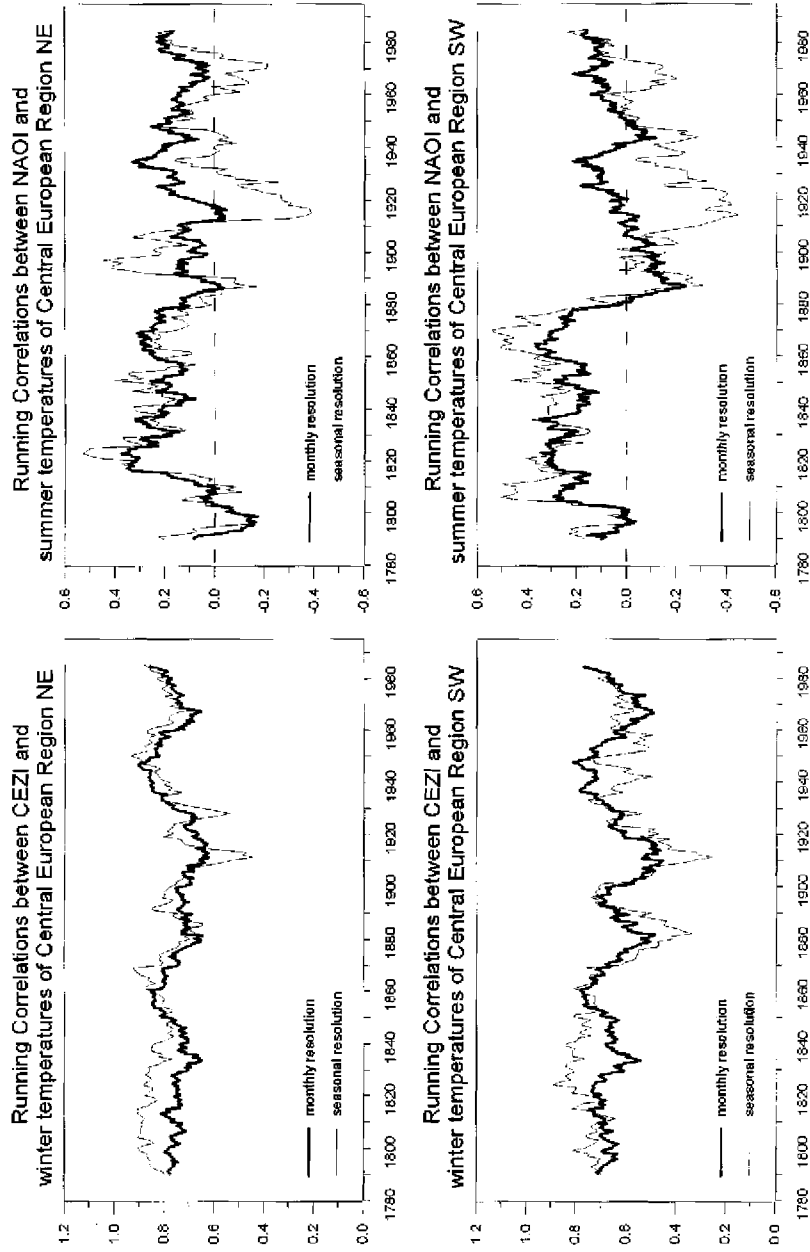 Running Correlations between CEZI and
winter temperatures of Central European Region NE
1.2
1.0
0.8
0.6
0.4
0.2
0.0
monthly resolution
seasonal resolution
1780 1800 1820 1840 1860 1880 1900 1920 1940 1960 1980
Running Correlations between NAOI and
summer temperatures of Central European Region NE
0.6
0.4
0.2
0.0
-0.2
-0.4
monthly resolution
seasonal resolution
1780 1800 1820 1840 1860 1880 1900 1920 1940 1960 1980
Running Correlations between CEZI and
winter temperatures of Central European Region SW
1.2
1.0
0.8
0.6
0.4
0.2
0.0
monthly resolution
seasonal resolution
1780 1800 1820 1840 1860 1880 1900 1920 1940 1960 1980
Running Correlations between NAOI and
summer temperatures of Central European Region SW
0.6
0.4
0.2
0.0
-0.2
-0.4
-0.6
monthly resolution
seasonal resolution
1780 1800 1820 1840 1860 1880 1900 1920 1940 1960 1980